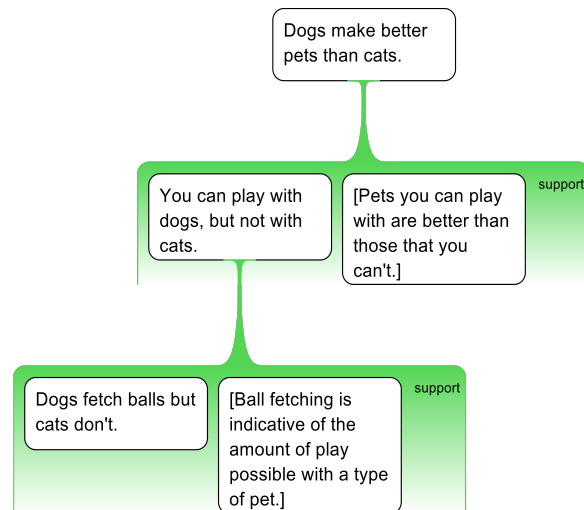 Dogs make better
pets than cats.
support
You can play with
dogs, but not with
cats.
[Pets you can play
with are better than
those that you
can't.]
support
Dogs fetch balls but
cats don't.
[Ball fetching is
indicative of the
amount of play
possible with a type
of pet.]